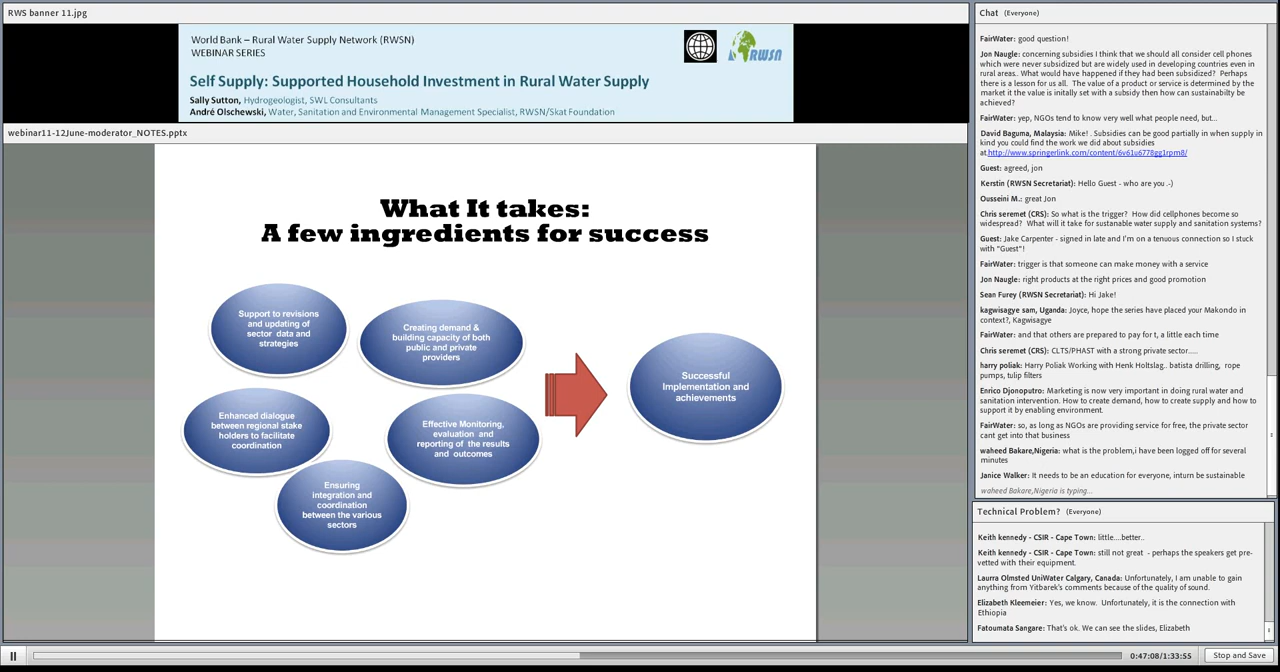 RWS banner 11.jpg
World Bank – Rural Water Supply Network (RWSN)
WEBINAR SERIES
RWSN
Self Supply: Supported Household Investment in Rural Water Supply
Sally Sutton, Hydrogeologist, SWL Consultants
André Olschewski, Water, Sanitation and Environmental Management Specialist, RWSN/Skat Foundation
webinar11-12June-moderator_NOTES.pptx
What It takes:
A few ingredients for success
Support to revisions
and updating of
sector data and
strategies
Creating demand &
building capacity of both
public and private
providers
Enhanced dialogue
between regional stake
holders to facilitate
coordination
Effective Monitoring,
evaluation and
reporting of the results
and outcomes
Ensuring
integration and
coordination
between the various
sectors
Successful
Implementation and
achievements
Chat (Everyone)
FairWater: good question!
Jon Naugle: concerning subsidies I think that we should all consider cell phones
which were never subsidized but are widely used in developing countries even in
rural areas.. What would have happened if they had been subsidized? Perhaps
there is a lesson for us all. The value of a product or service is determined by the
market it the value is initally set with a subsidy then how can sustainabilty be
achieved?
FairWater: yep, NGOs tend to know very well what people need, but...
David Baguma, Malaysia: Mike! . Subsidies can be good partially in when supply in
kind you could find the work we did about subsidies
at.http://www.springerlink.com/content/6v61u6778gg1rpm8/
Guest: agreed, jon
Kerstin (RWSN Secretariat): Hello Guest - who are you .-)
Ousseini M.: great Jon
Chris seremet (CRS): So what is the trigger? How did cellphones become so
widespread? What will it take for sustanable water supply and sanitation systems?
Guest: Jake Carpenter - signed in late and I'm on a tenuous connection so I stuck
with "Guest"!
FairWater: trigger is that someone can make money with a service
Jon Naugle: right products at the right prices and good promotion
Sean Furey (RWSN Secretariat): Hi Jake!
kagwisagye sam, Uganda: Joyce, hope the series have placed your Makondo in
context?, Kagwisagye
FairWater: and that others are prepared to pay for t, a little each time
Chris seremet (CRS): CLTS/PHAST with a strong private sector.....
harry poliak: Harry Poliak Working with Henk Holtslag.. batista drilling, rope
pumps, tulip filters
Enrico Djonoputro: Marketing is now very important in doing rural water and
sanitation intervention. How to create demand, how to create supply and how to
support it by enabling environment.
FairWater: so, as long as NGOs are providing service for free, the private sector
cant get into that business
waheed Bakare,Nigeria: what is the problem,i have been logged off for several
minutes
Janice Walker: It needs to be an education for everyone, inturn be sustainable
waheed Bakare,Nigeria is typing...
Technical Problem? (Everyone)
Keith kennedy - CSIR - Cape Town: little....better..
Keith kennedy - CSIR - Cape Town: still not great - perhaps the speakers get pre-
vetted with their equipment.
Laurra Olmsted UniWater Calgary, Canada: Unfortunately, I am unable to gain
anything from Yitbarek's comments because of the quality of sound.
Elizabeth Kleemeier: Yes, we know. Unfortunately, it is the connection with
Ethiopia
Fatoumata Sangare: That's ok. We can see the slides, Elizabeth
0:47:08/1:33:55
Stop and Save